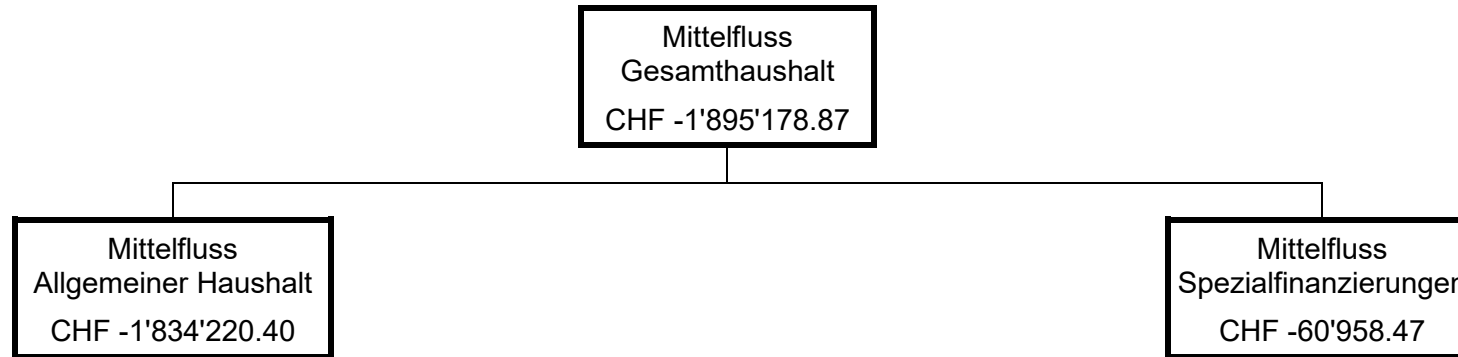 Mittelfluss
Gesamthaushalt
CHF -1'895'178.87
Mittelfluss
Allgemeiner Haushalt
CHF -1'834'220.40
Mittelfluss
Spezialfinanzierungen
CHF -60'958.47